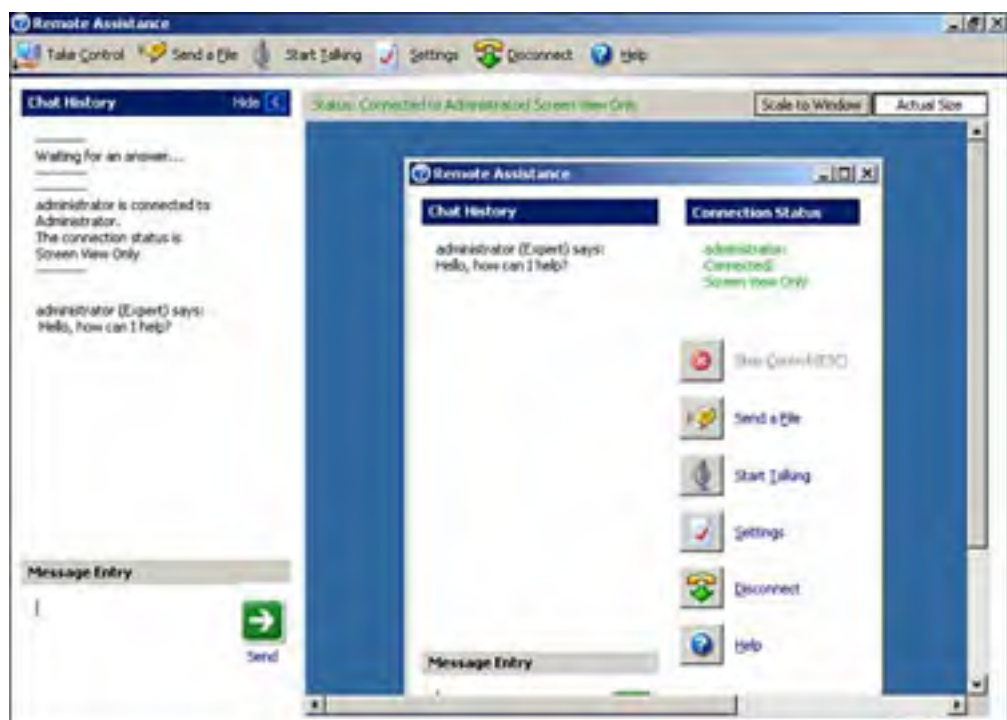 Remote Assistance
Take Control Send a File Start Talking Settings Disconnect Help
Chat History Hide <
Status: Connected to Administrator/ Screen View Only
Scale to Window Actual Size
Waiting for an answer...
administrator is connected to
Administrator.
The connection status is
Screen View Only
administrator (Expert) says:
Hello, how can I help?
Message Entry
Send
Remote Assistance
Chat History
administrator (Expert) says:
Hello, how can I help?
Connection Status
administrator:
Connected/
Screen View Only
Stop Control(ESC)
Send a File
Start Talking
Settings
Disconnect
Help
Message Entry